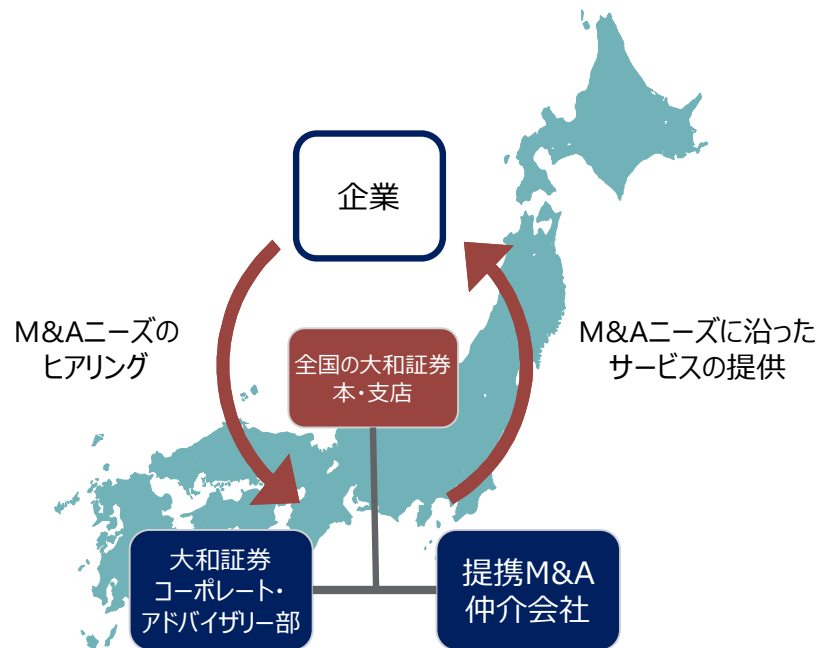 企業
M&Aニーズの
ヒアリング
全国の大和証券
本・支店
M&Aニーズに沿った
サービスの提供
大和証券
コーポレート・
アドバイザリー部
提携M&A
仲介会社